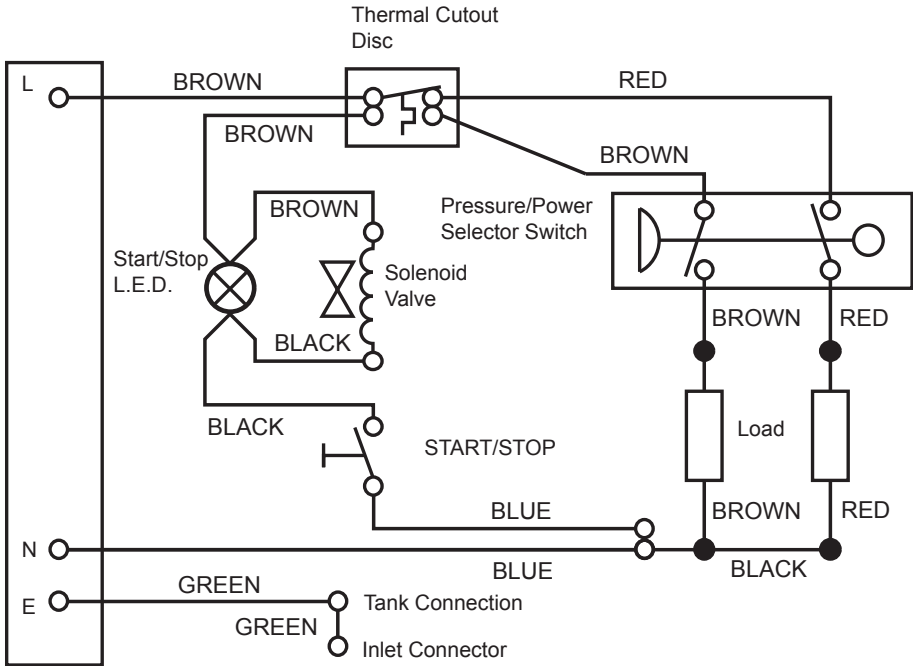 Thermal Cutout
Disc
L
BROWN
RED
BROWN
BROWN
BROWN
Pressure/Power
Selector Switch
Start/Stop
L.E.D.
Solenoid
Valve
BROWN
RED
BLACK
BLACK
START/STOP
Load
BLUE
BROWN
RED
N
BLUE
BLACK
GREEN
E
Tank Connection
GREEN
Inlet Connector